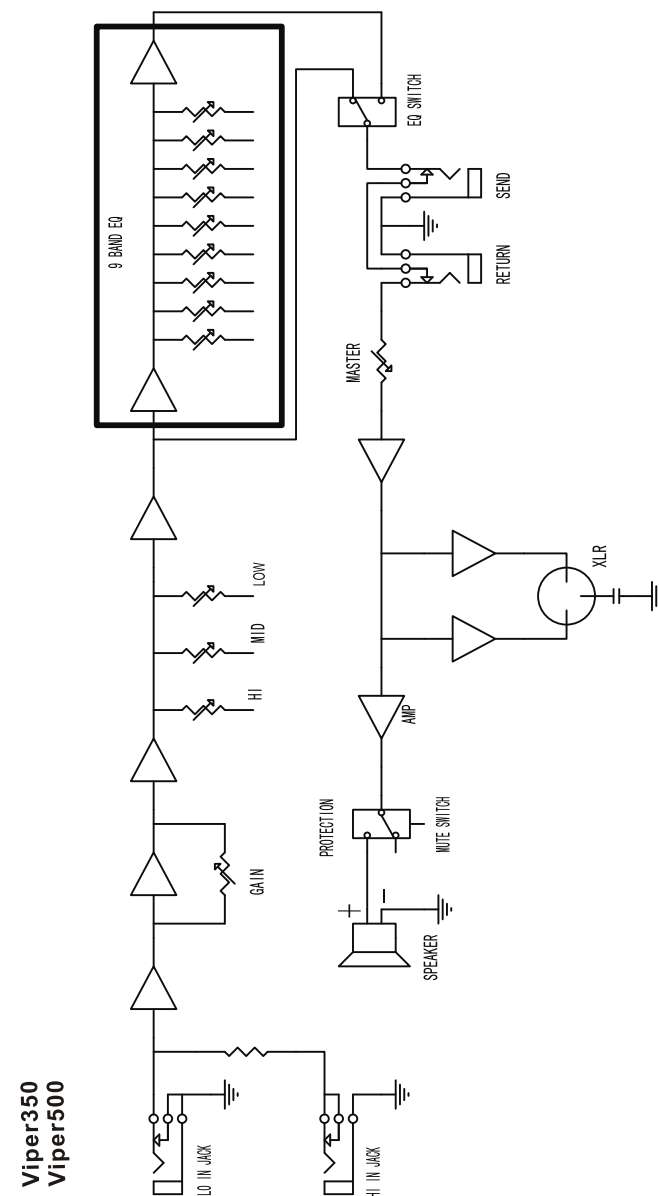 Viper350
Viper500
LO IN JACK
HI IN JACK
GAIN
HI
MID
LOW
9 BAND EQ
EQ SWITCH
SEND
RETURN
MASTER
XLR
AMP
PROTECTION
MUTE SWITCH
+
−
SPEAKER